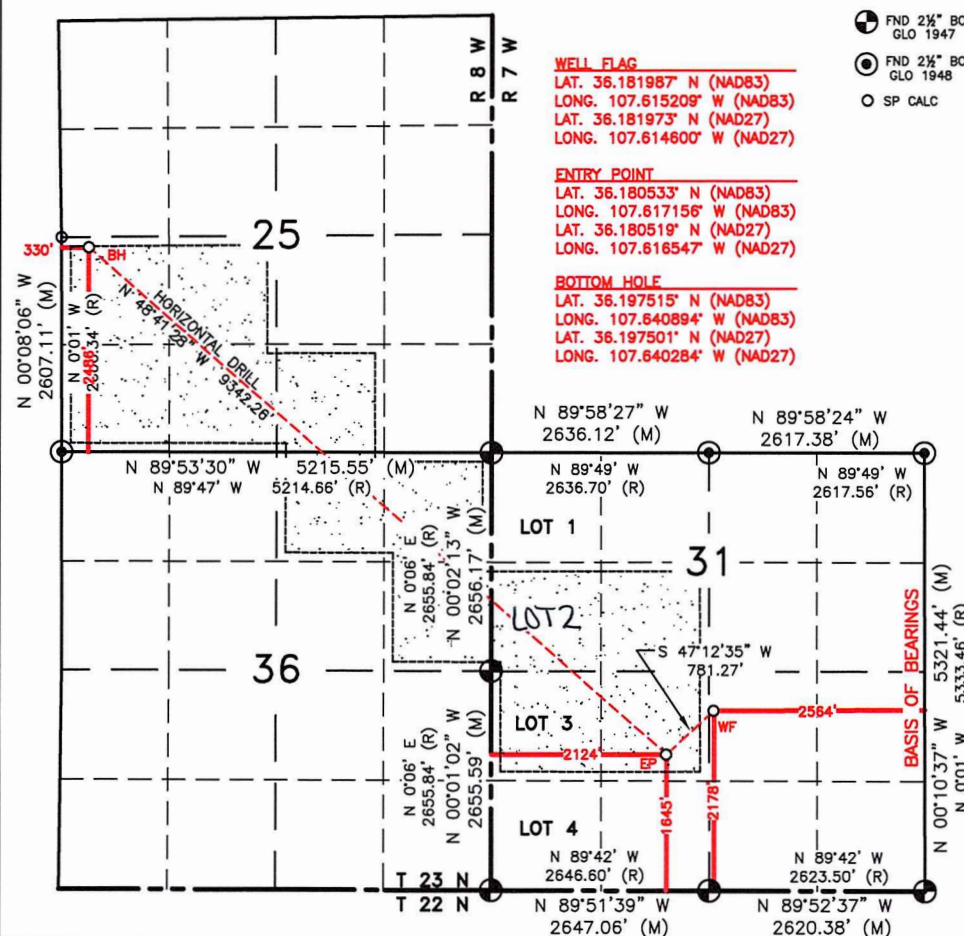 FND 2½" BC
GLO 1947
FND 2½" BC
GLO 1948
SP CALC
R 8 W
R 7 W
WELL FLAG
LAT. 36.181987° N (NAD83)
LONG. 107.615209° W (NAD83)
LAT. 36.181973° N (NAD27)
LONG. 107.614600° W (NAD27)
ENTRY POINT
LAT. 36.180533° N (NAD83)
LONG. 107.617156° W (NAD83)
LAT. 36.180519° N (NAD27)
LONG. 107.616547° W (NAD27)
BOTTOM HOLE
LAT. 36.197515° N (NAD83)
LONG. 107.640894° W (NAD83)
LAT. 36.197501° N (NAD27)
LONG. 107.640284° W (NAD27)
25
330'
BH
N 00°08'06" W
2607.11' (M)
N 0°01' W
2486'
HORIZONTAL DRILL
N 48°41'28" W 9342.26'
N 89°58'27" W
2636.12' (M)
N 89°58'24" W
2617.38' (M)
N 89°53'30" W 5215.55' (M)
N 89°47' W 5214.66' (R)
N 89°49' W
2636.70' (R)
N 89°49' W
2617.56' (R)
LOT 1
31
N 0°06' E
2655.84' (R)
N 00°02'13" W
2656.17' (M)
LOT2
S 47°12'35" W
781.27'
36
LOT 3
2564'
WF
2124'
EP
BASIS OF BEARINGS
N 00°10'37" W 5321.44' (M)
N 0°01' W 5333.46' (R)
N 0°06' E
2655.84' (R)
N 00°01'02" W
2655.59' (M)
1645'
2178'
LOT 4
N 89°42' W
2646.60' (R)
N 89°42' W
2623.50' (R)
T 23 N
T 22 N
N 89°51'39" W
2647.06' (M)
N 89°52'37" W
2620.38' (M)